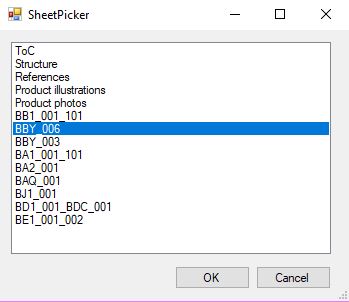 SheetPicker
ToC
Structure
References
Product illustrations
Product photos
BB1_001_101
BBY_006
BBY_003
BA1_001_101
BA2_001
BAQ_001
BJ1_001
BD1_001_BDC_001
BE1_001_002
OK Cancel